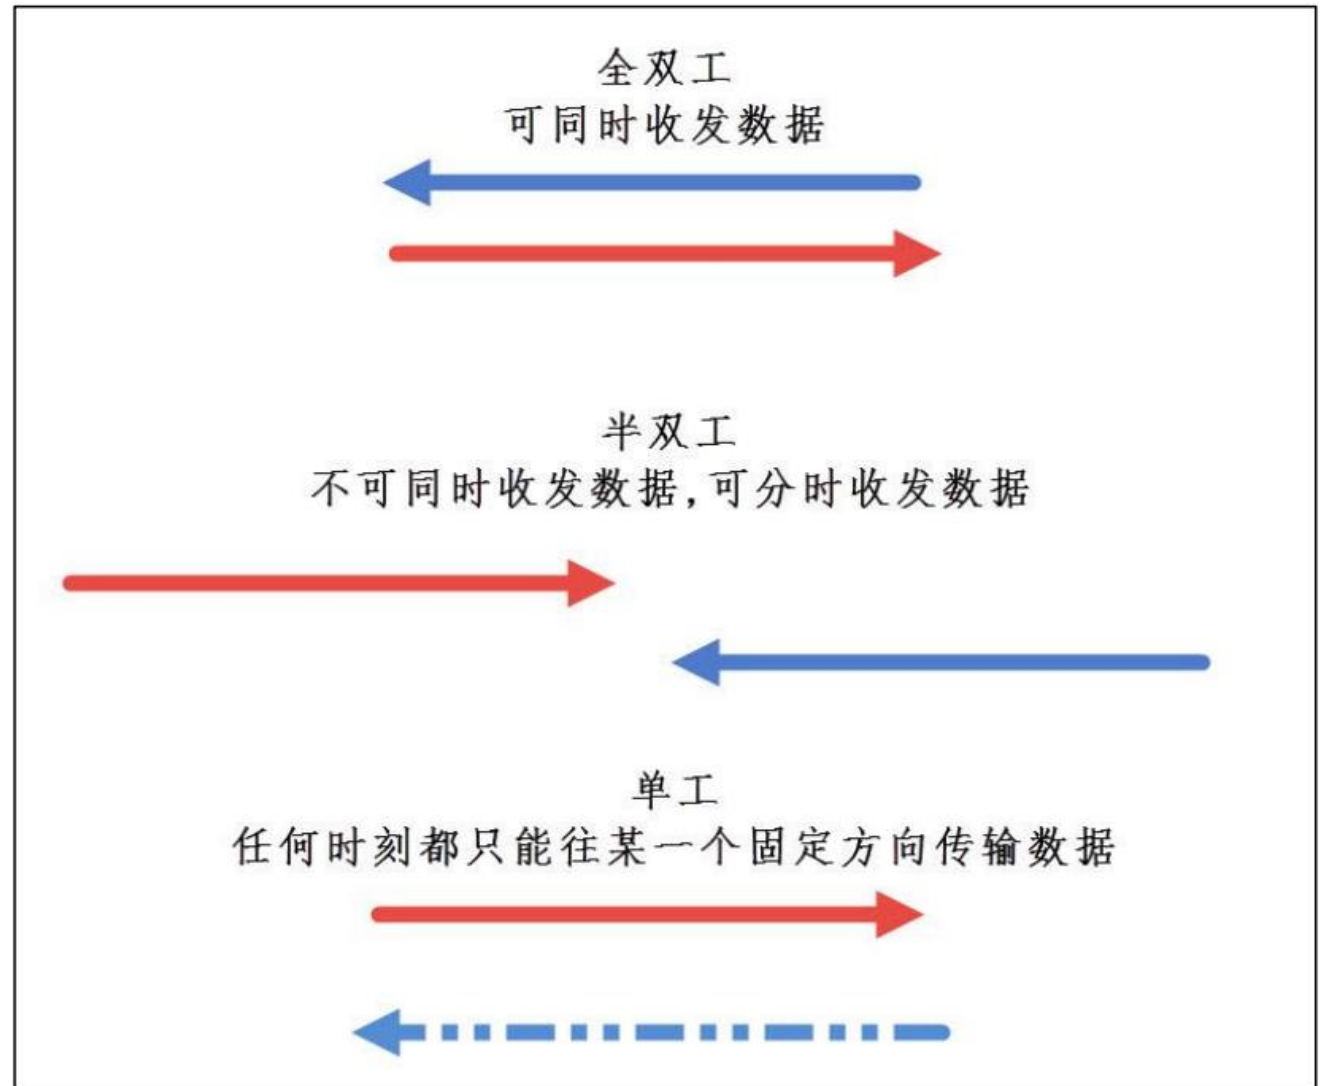 全双工
可同时收发数据
半双工
不可同时收发数据,可分时收发数据
单工
任何时刻都只能往某一个固定方向传输数据